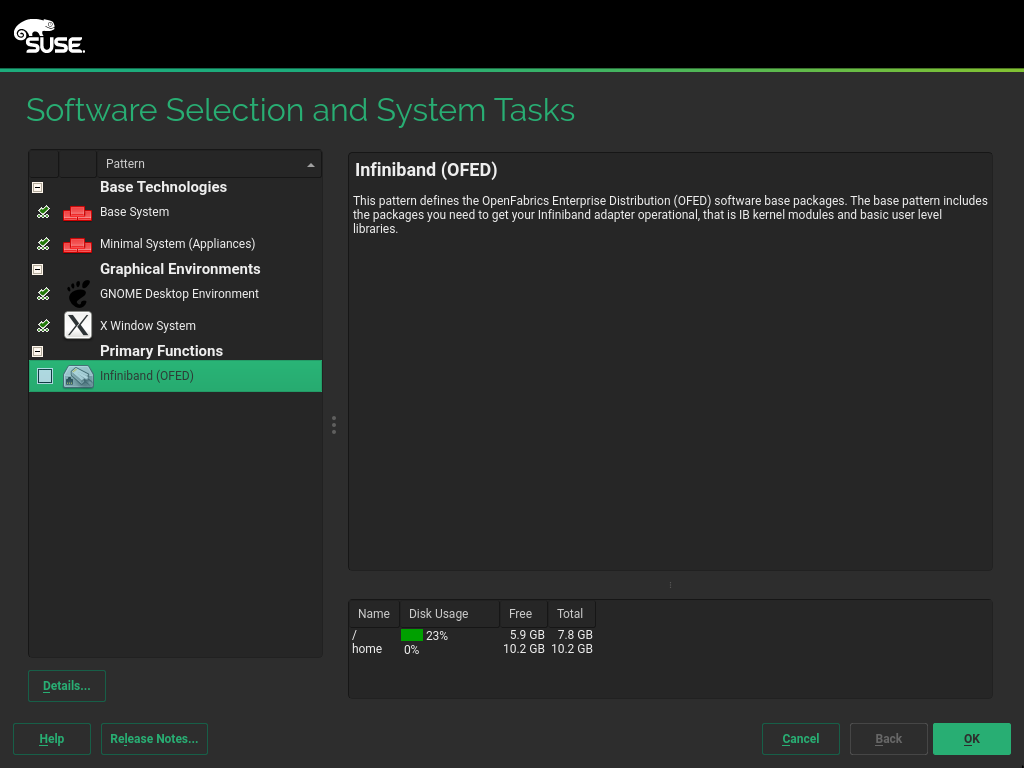 SUSE.
Software Selection and System Tasks
Pattern
Base Technologies
Base System
Minimal System (Appliances)
Graphical Environments
GNOME Desktop Environment
X Window System
Primary Functions
Infiniband (OFED)
Details...
Infiniband (OFED)
This pattern defines the OpenFabrics Enterprise Distribution (OFED) software base packages. The base pattern includes
the packages you need to get your Infiniband adapter operational, that is IB kernel modules and basic user level
libraries.
Name Disk Usage Free Total
/ 23% 5.9 GB 7.8 GB
home 0% 10.2 GB 10.2 GB
Help Release Notes... Cancel Back OK